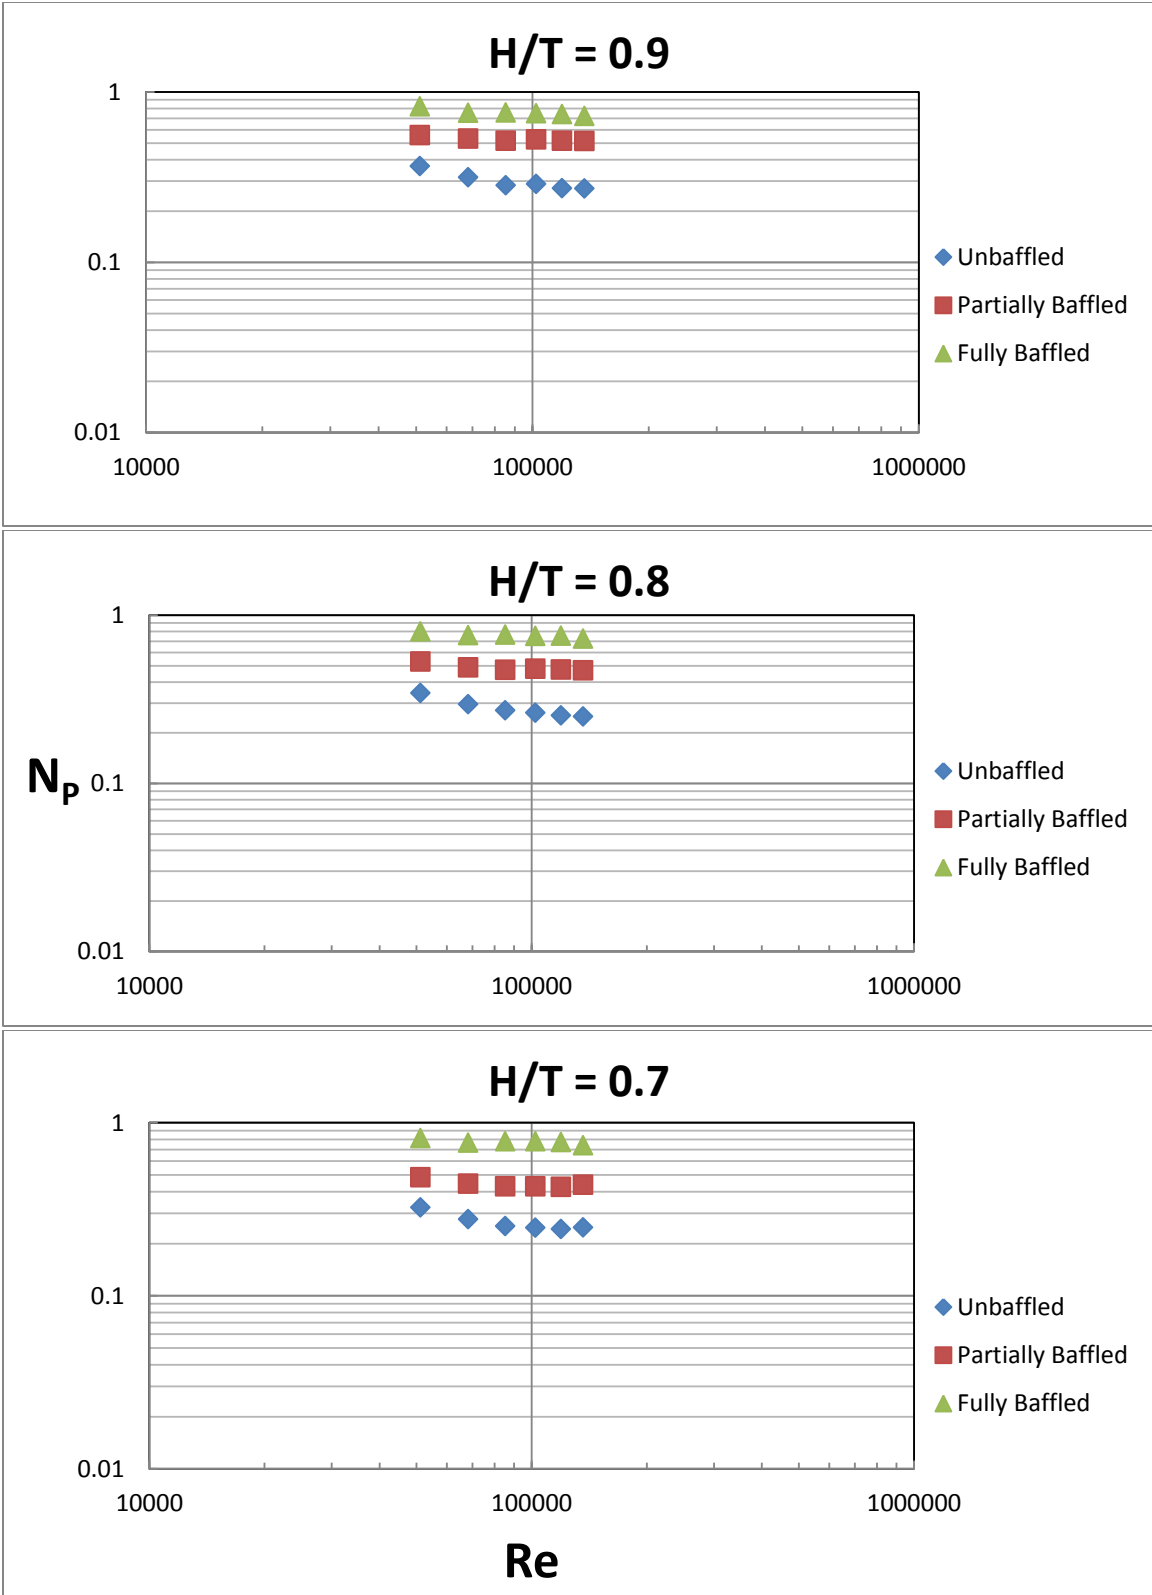 H/T = 0.9
1
0.1
0.01
10000 100000 1000000
Unbaffled
Partially Baffled
Fully Baffled
H/T = 0.8
N_P
1
0.1
0.01
10000 100000 1000000
Unbaffled
Partially Baffled
Fully Baffled
H/T = 0.7
1
0.1
0.01
10000 100000 1000000
Unbaffled
Partially Baffled
Fully Baffled
Re